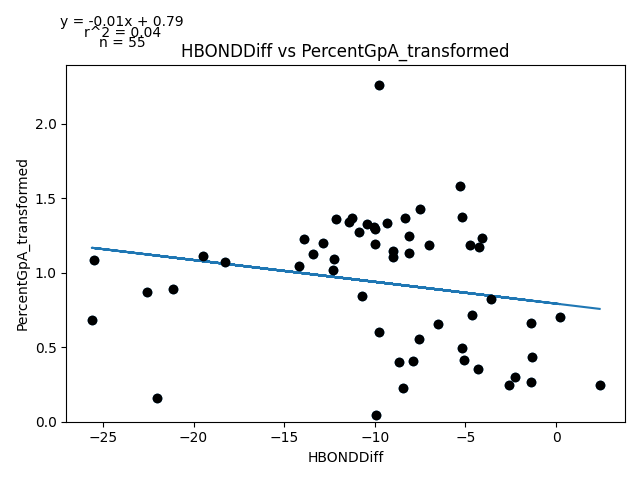 y = -0.01x + 0.79
r^2 = 0.04
n = 55
HBONDDiff vs PercentGpA_transformed
PercentGpA_transformed
2.0
1.5
1.0
0.5
0.0
−25 −20 −15 −10 −5 0
HBONDDiff